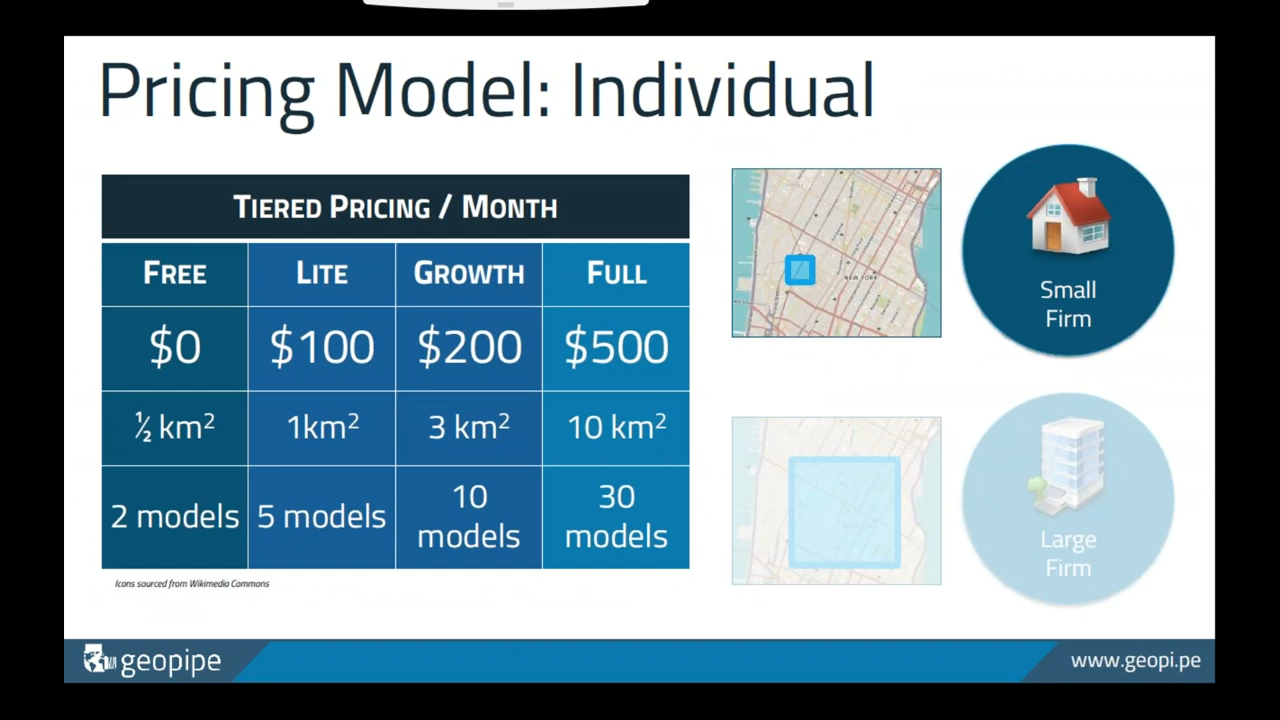 Pricing Model: Individual
TIERED PRICING / MONTH
FREE LITE GROWTH FULL
$0 $100 $200 $500
½ km² 1km² 3 km² 10 km²
2 models 5 models 10 models 30 models
Icons sourced from Wikimedia Commons
NEW YORK
Small
Firm
Large
Firm
geopipe
www.geopi.pe